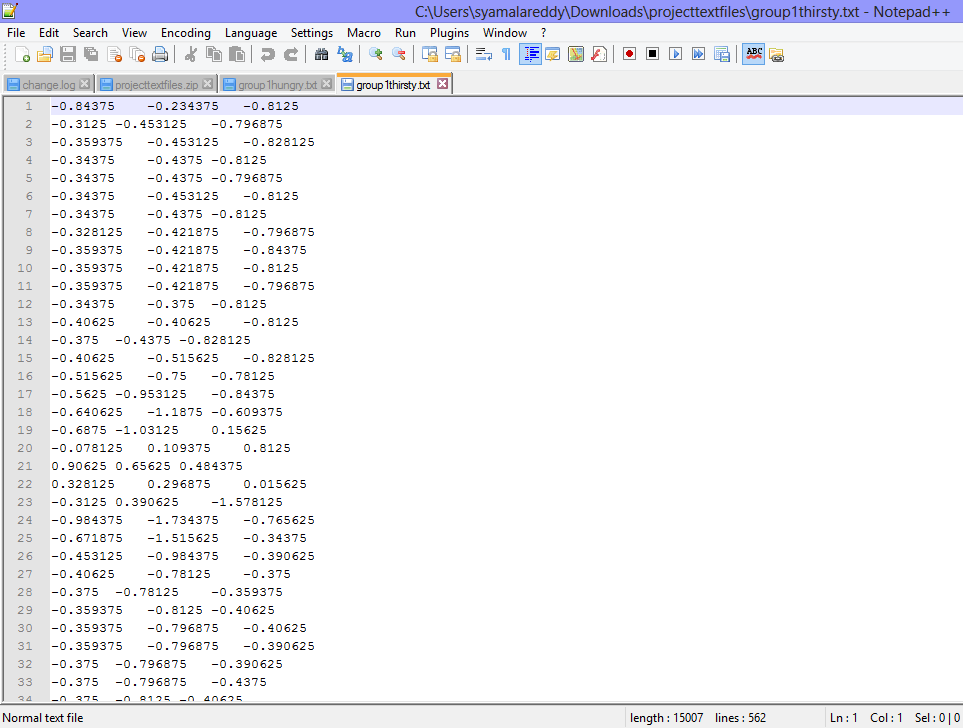 C:\Users\syamalareddy\Downloads\projecttextfiles\group1thirsty.txt - Notepad++
File Edit Search View Encoding Language Settings Macro Run Plugins Window ?
ABC
change.log projecttextfiles.zip group1hungry.txt group1thirsty.txt
1 -0.84375 -0.234375 -0.8125
2 -0.3125 -0.453125 -0.796875
3 -0.359375 -0.453125 -0.828125
4 -0.34375 -0.4375 -0.8125
5 -0.34375 -0.4375 -0.796875
6 -0.34375 -0.453125 -0.8125
7 -0.34375 -0.4375 -0.8125
8 -0.328125 -0.421875 -0.796875
9 -0.359375 -0.421875 -0.84375
10 -0.359375 -0.421875 -0.8125
11 -0.359375 -0.421875 -0.796875
12 -0.34375 -0.375 -0.8125
13 -0.40625 -0.40625 -0.8125
14 -0.375 -0.4375 -0.828125
15 -0.40625 -0.515625 -0.828125
16 -0.515625 -0.75 -0.78125
17 -0.5625 -0.953125 -0.84375
18 -0.640625 -1.1875 -0.609375
19 -0.6875 -1.03125 0.15625
20 -0.078125 0.109375 0.8125
21 0.90625 0.65625 0.484375
22 0.328125 0.296875 0.015625
23 -0.3125 0.390625 -1.578125
24 -0.984375 -1.734375 -0.765625
25 -0.671875 -1.515625 -0.34375
26 -0.453125 -0.984375 -0.390625
27 -0.40625 -0.78125 -0.375
28 -0.375 -0.78125 -0.359375
29 -0.359375 -0.8125 -0.40625
30 -0.359375 -0.796875 -0.40625
31 -0.359375 -0.796875 -0.390625
32 -0.375 -0.796875 -0.390625
33 -0.375 -0.796875 -0.4375
34 -0.375 -0.8125 -0.40625
Normal text file length : 15007 lines : 562 Ln : 1 Col : 1 Sel : 0 | 0